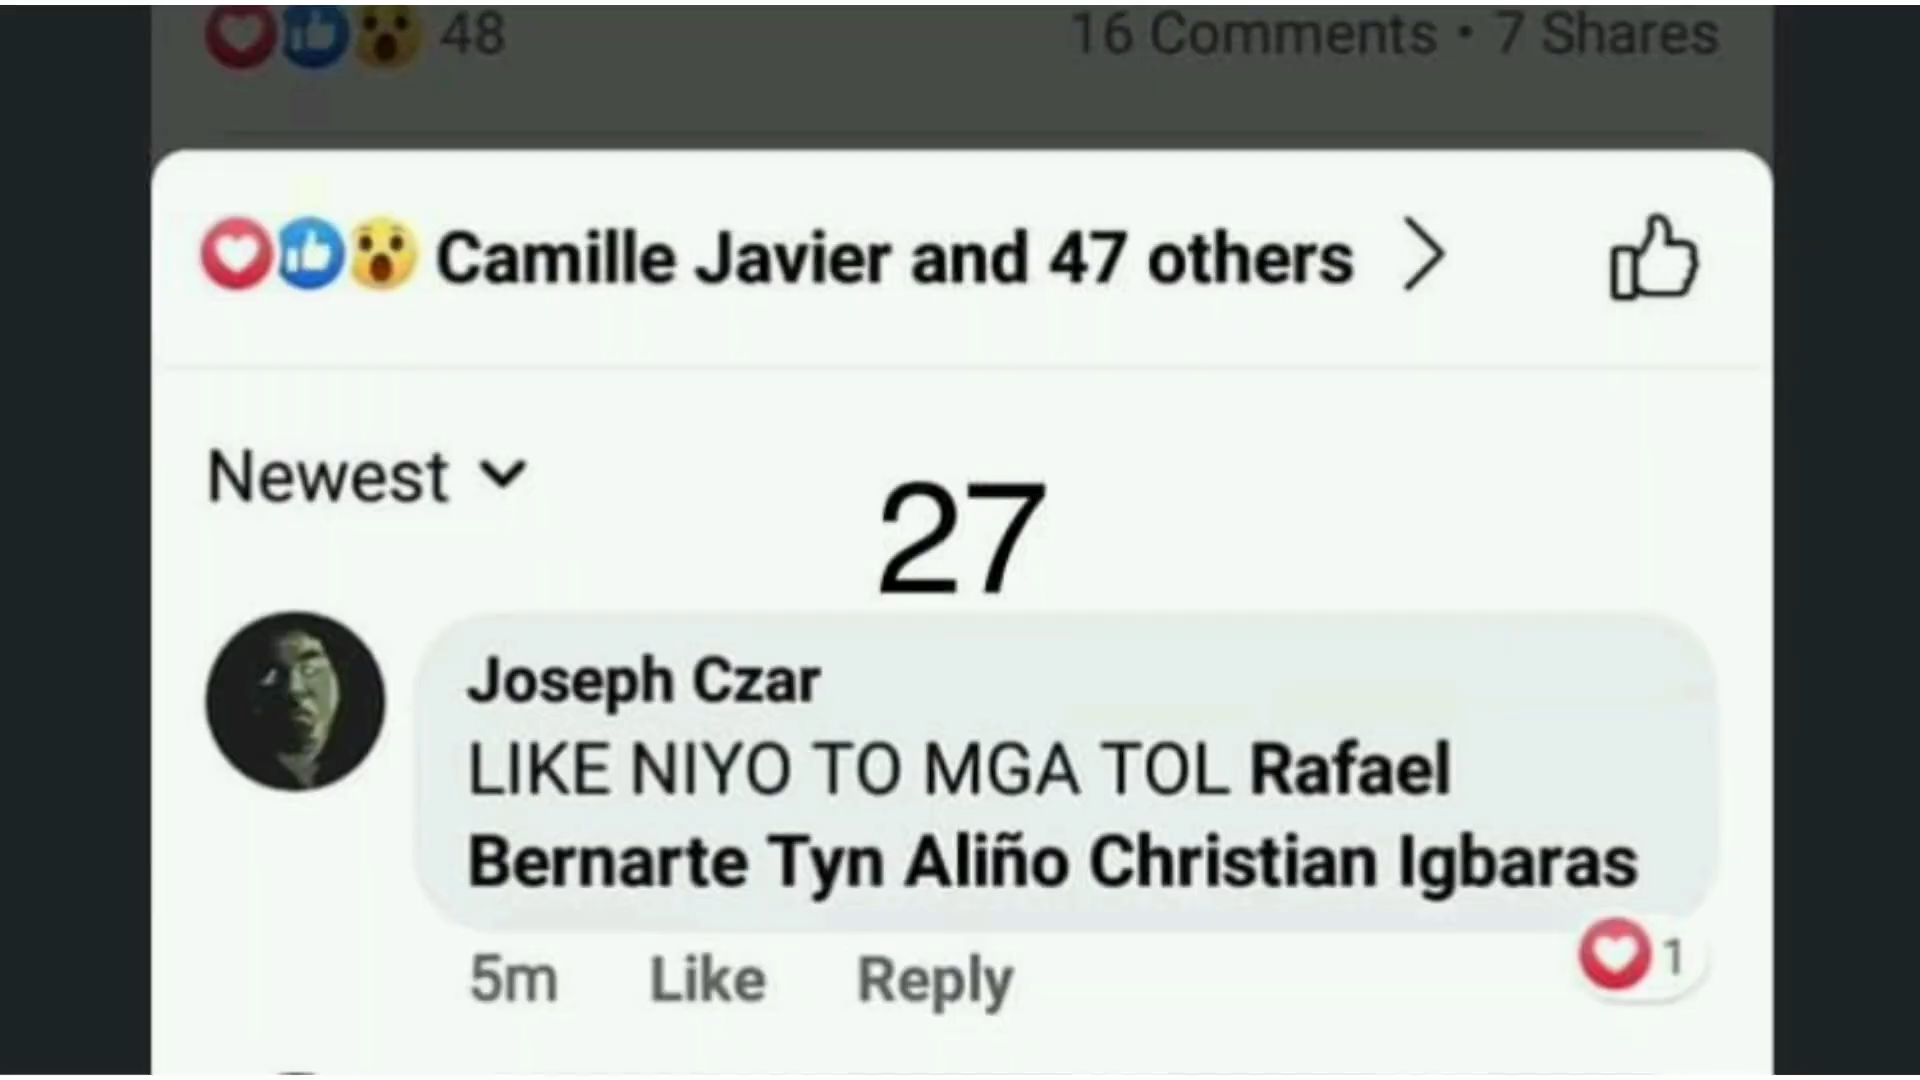 48
16 Comments • 7 Shares
Camille Javier and 47 others
Newest
27
Joseph Czar
LIKE NIYO TO MGA TOL Rafael
Bernarte Tyn Aliño Christian Igbaras
5m Like Reply
1